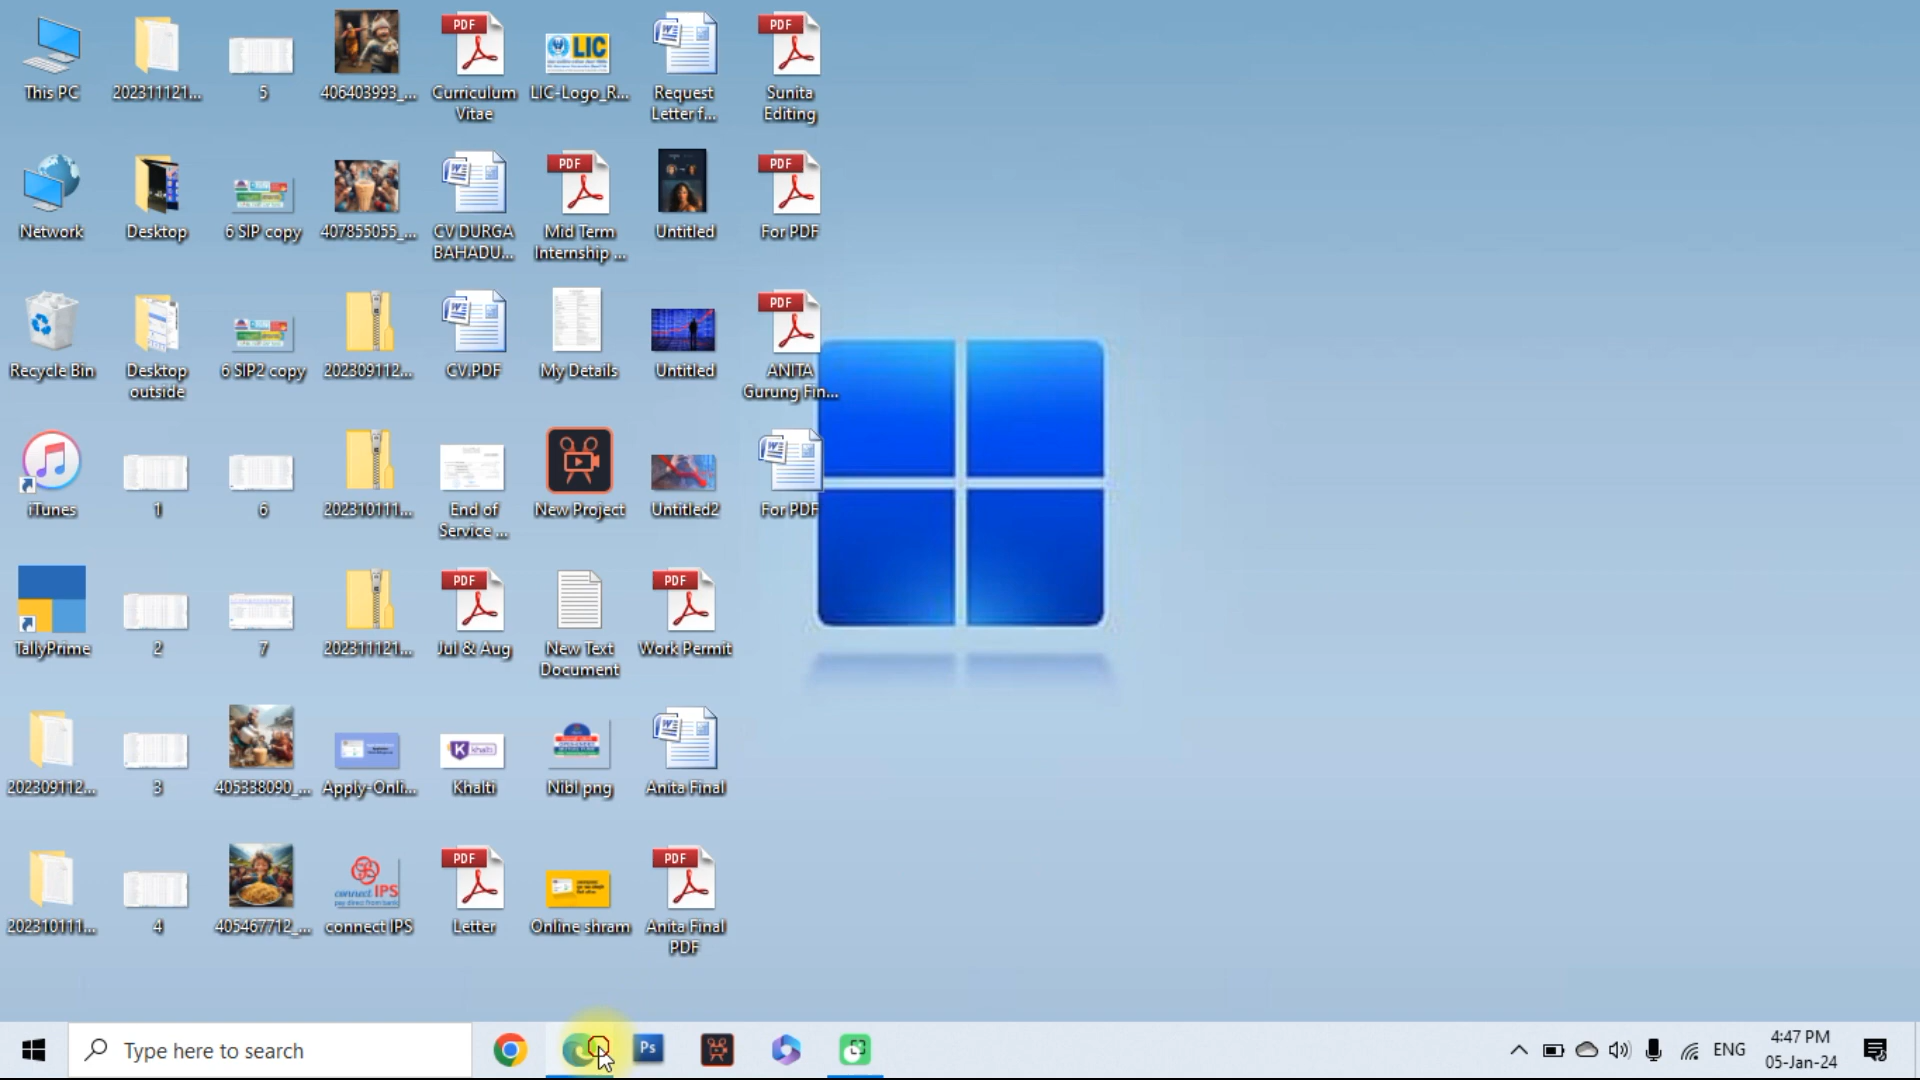 This PC
202311121...
5
406403993_...
PDF
Curriculum
Vitae
LIC
LIC-Logo_R...
Request
Letter f...
PDF
Sunita
Editing
Network
Desktop
6 SIP copy
407855055_...
CV DURGA
BAHADU...
PDF
Mid Term
Internship ...
Untitled
PDF
For PDF
Recycle Bin
Desktop
outside
6 SIP2 copy
202309112...
CV.PDF
My Details
Untitled
PDF
ANITA
Gurung Fin...
iTunes
1
6
202310111...
End of
Service ...
New Project
Untitled2
For PDF
TallyPrime
2
7
202311121...
PDF
Jul & Aug
New Text
Document
PDF
Work Permit
202309112...
3
405338090_...
Apply-Onli...
K khalti
Khalti
Nibl png
Anita Final
202310111...
4
405467712_...
connect IPS
connect IPS
PDF
Letter
Online shram
PDF
Anita Final
PDF
Type here to search
Ps
ENG
4:47 PM
05-Jan-24